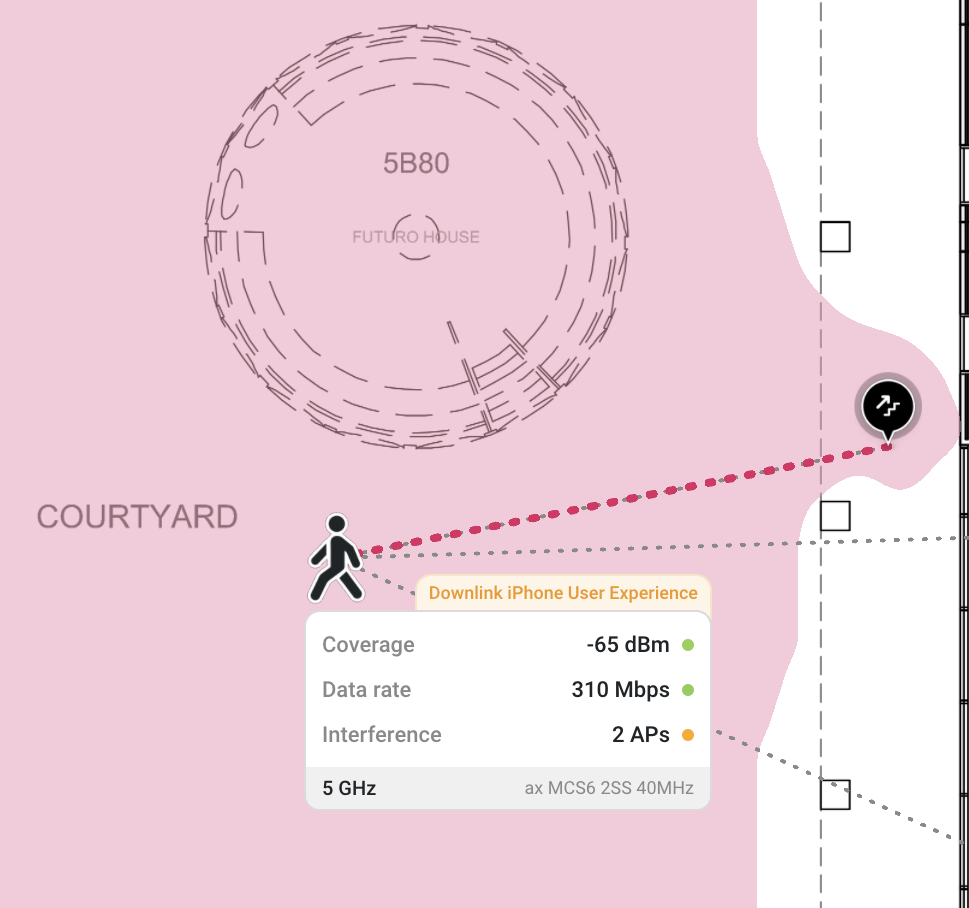 5B80
FUTURO HOUSE
COURTYARD
Downlink iPhone User Experience
Coverage -65 dBm
Data rate 310 Mbps
Interference 2 APs
5 GHz ax MCS6 2SS 40MHz